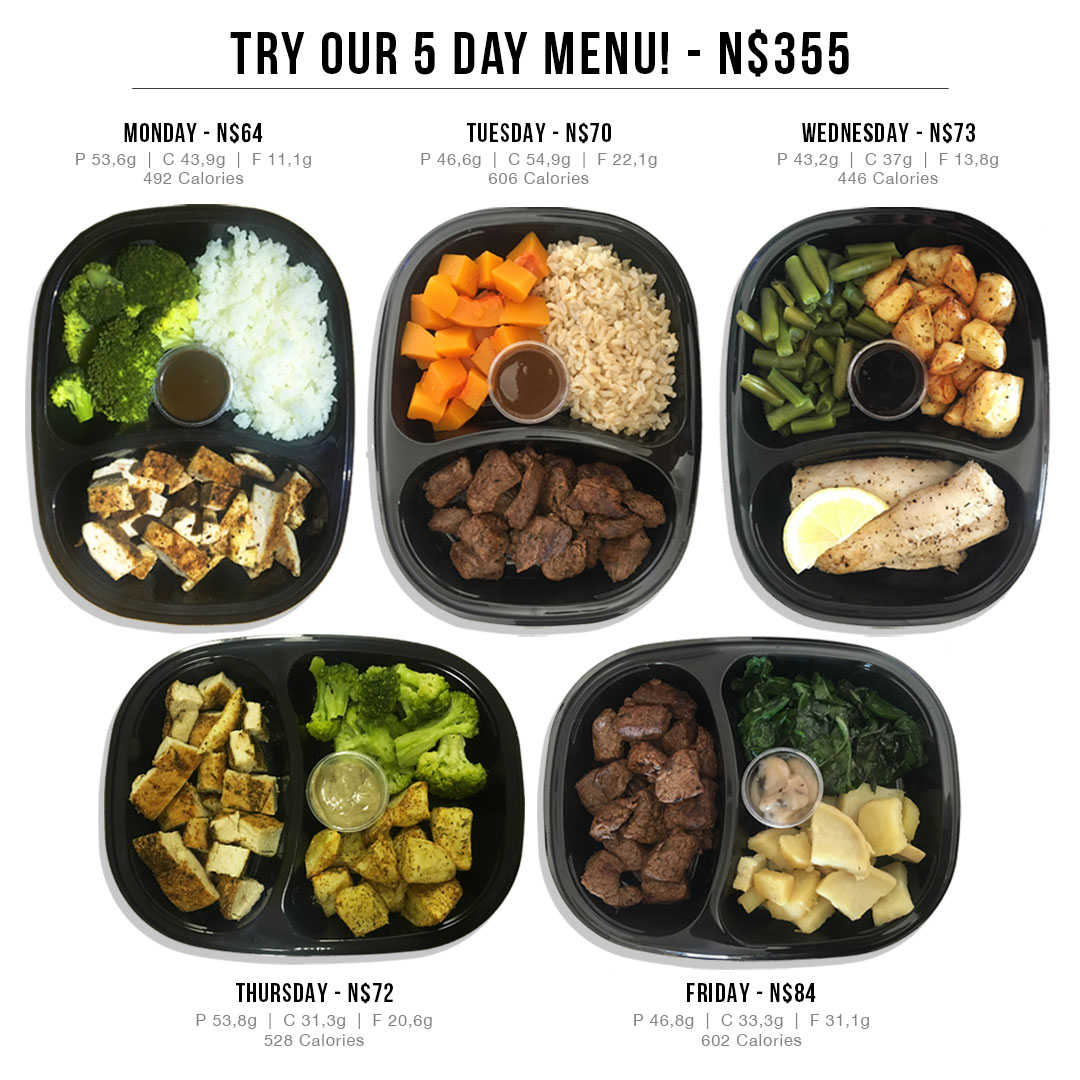 TRY OUR 5 DAY MENU! - N$355
MONDAY - N$64
P 53,6g | C 43,9g | F 11,1g
492 Calories
TUESDAY - N$70
P 46,6g | C 54,9g | F 22,1g
606 Calories
WEDNESDAY - N$73
P 43,2g | C 37g | F 13,8g
446 Calories
THURSDAY - N$72
P 53,8g | C 31,3g | F 20,6g
528 Calories
FRIDAY - N$84
P 46,8g | C 33,3g | F 31,1g
602 Calories